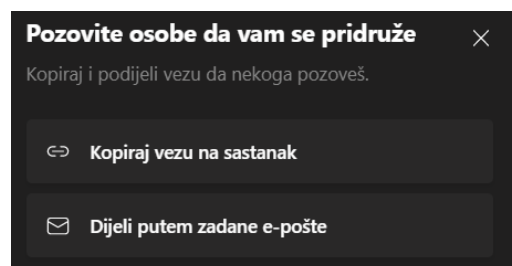 Pozovite osobe da vam se pridruže
Kopiraj i podijeli vezu da nekoga pozoveš.
Kopiraj vezu na sastanak
Dijeli putem zadane e-pošte